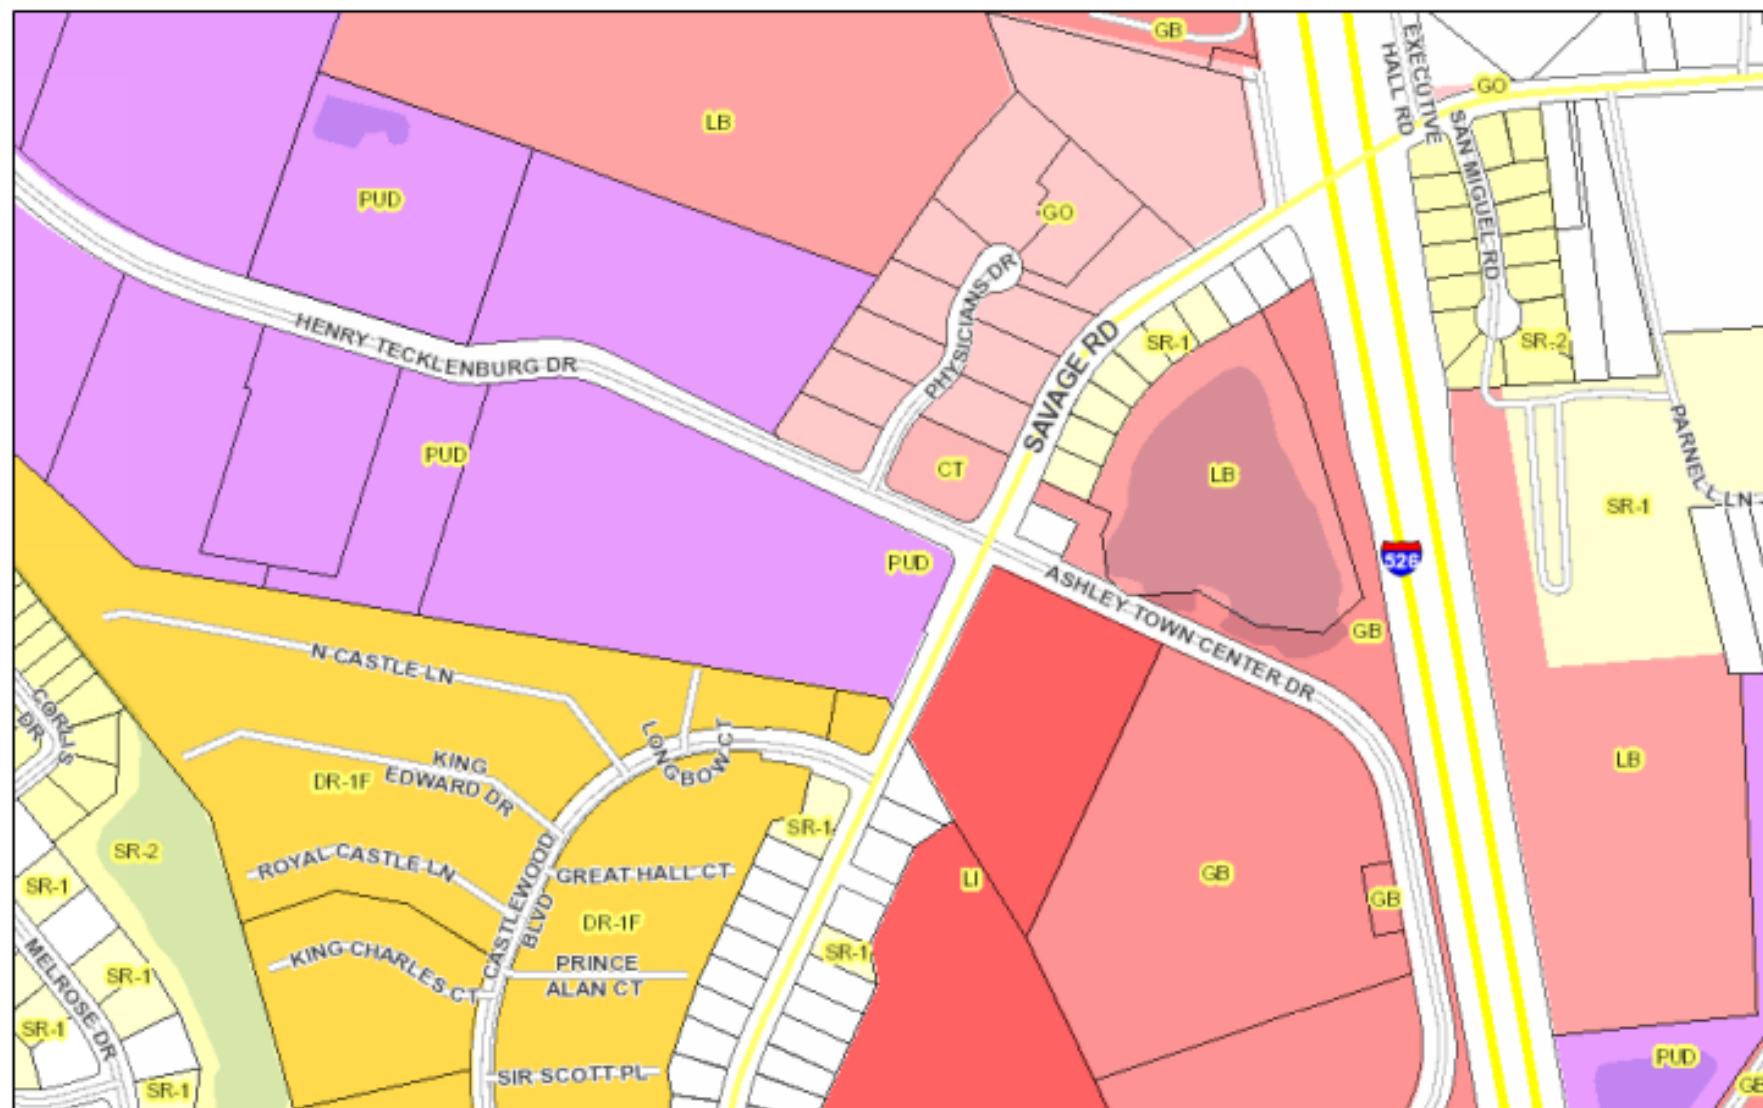 GB
EXECUTIVE
HALL RD
GO
LB
SAN MIGUEL RD
PUD
GO
PHYSICIANS DR
HENRY TECKLENBURG DR
SAVAGE RD
SR-1
SR-2
PARNELL LN
PUD
CT
LB
SR-1
PUD
526
ASHLEY TOWN CENTER DR
GB
N CASTLE LN
CORLIS
DR
LONGBOW CT
KING
EDWARD DR
DR-1F
LB
SR-1
SR-2
ROYAL CASTLE LN
GREAT HALL CT
LI
GB
SR-1
GB
CASTLEWOOD
BLVD
DR-1F
MELROSE DR
KING CHARLES CT
PRINCE
ALAN CT
SR-1
SR-1
SR-1
PUD
SIR SCOTT PL
SR-1
GB